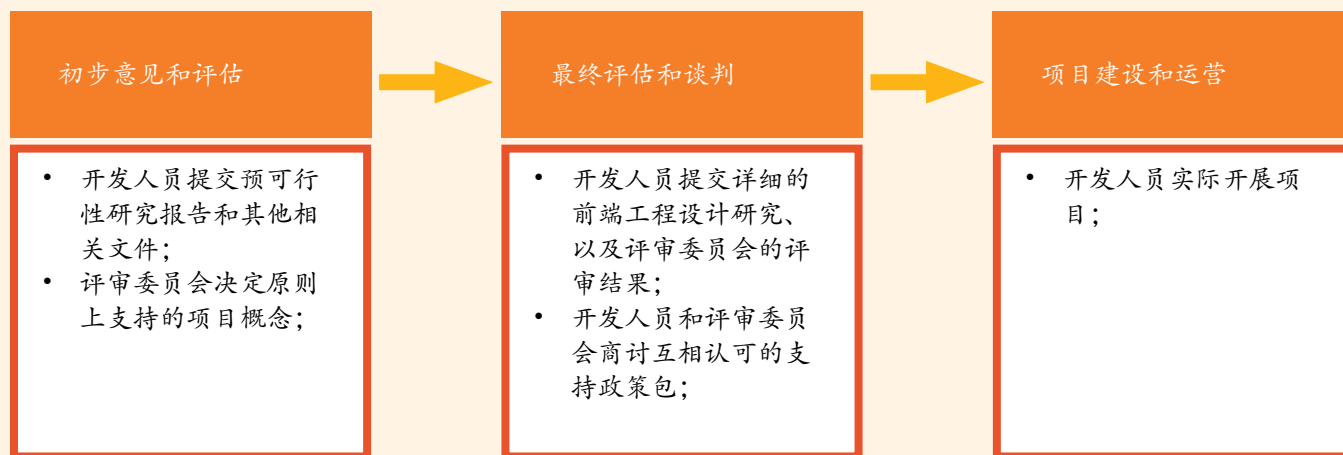 初步意见和评估
最终评估和谈判
项目建设和运营
• 开发人员提交预可行
性研究报告和其他相
关文件；
• 评审委员会决定原则
上支持的项目概念；
• 开发人员提交详细的
前端工程设计研究、
以及评审委员会的评
审结果；
• 开发人员和评审委员
会商讨互相认可的支
持政策包；
• 开发人员实际开展项
目；